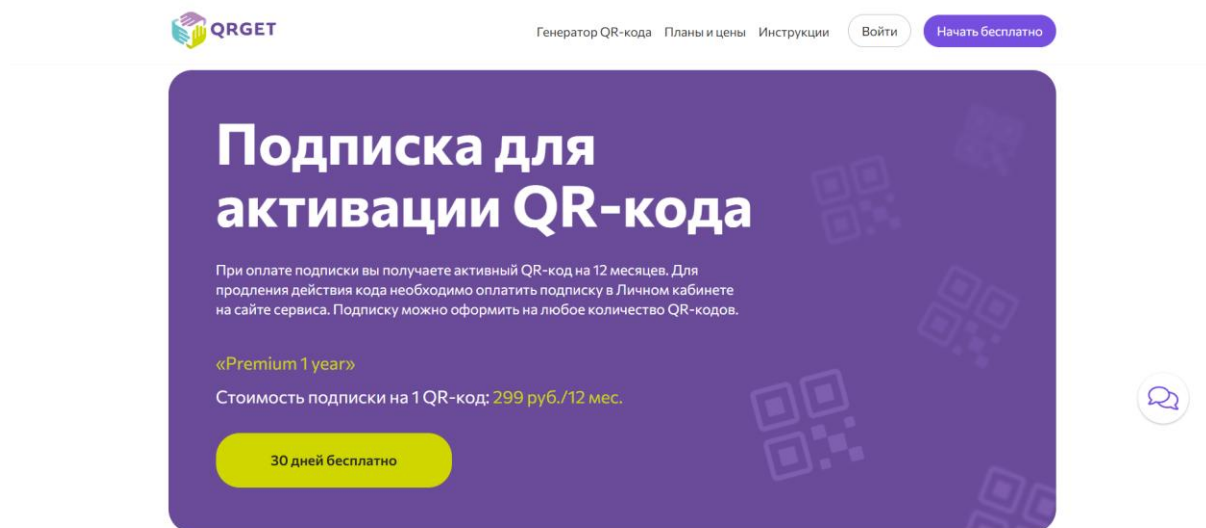 QRGET
Генератор QR-кода Планы и цены Инструкции Войти Начать бесплатно
Подписка для
активации QR-кода
При оплате подписки вы получаете активный QR-код на 12 месяцев. Для
продления действия кода необходимо оплатить подписку в Личном кабинете
на сайте сервиса. Подписку можно оформить на любое количество QR-кодов.
«Premium 1 year»
Стоимость подписки на 1 QR-код: 299 руб./12 мес.
30 дней бесплатно